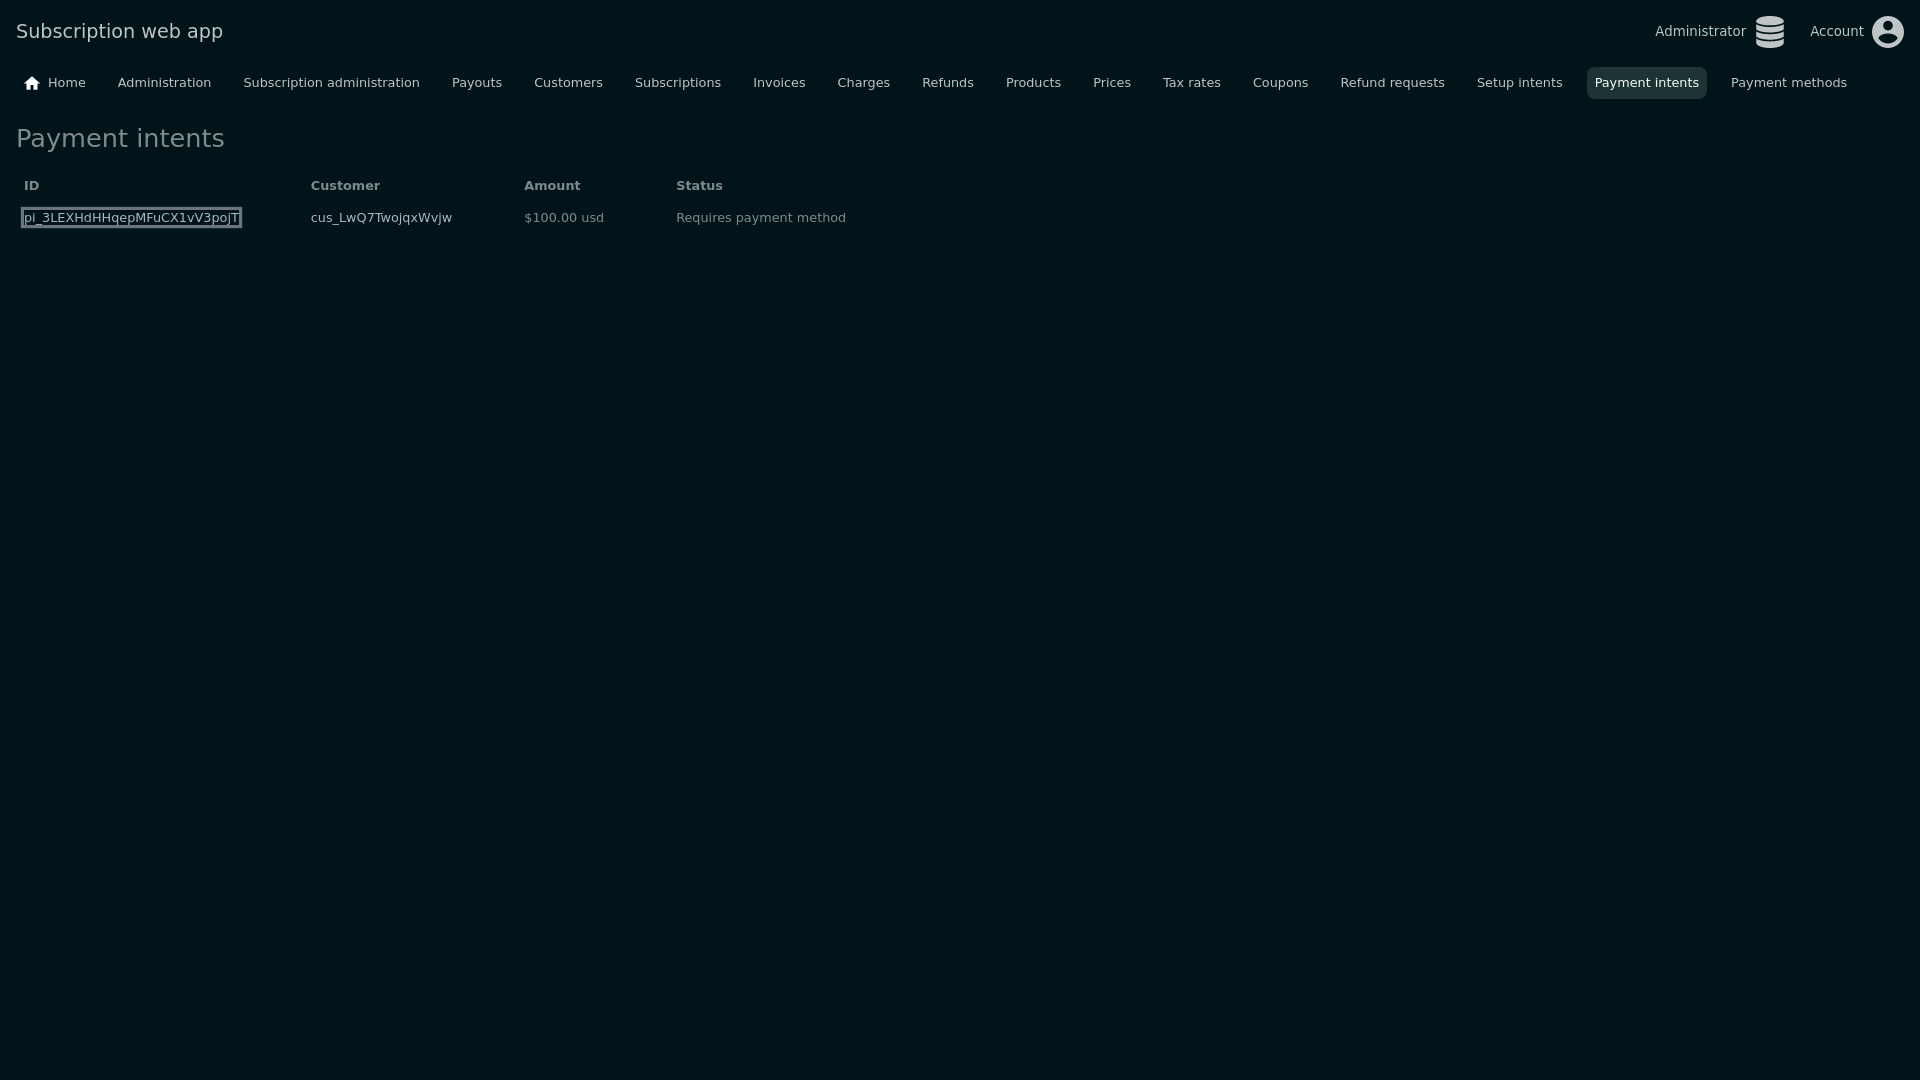 Subscription web app
Administrator
Account
Home Administration Subscription administration Payouts Customers Subscriptions Invoices Charges Refunds Products Prices Tax rates Coupons Refund requests Setup intents Payment intents Payment methods
Payment intents
ID Customer Amount Status
pi_3LEXHdHHqepMFuCX1vV3pojT cus_LwQ7TwojqxWvjw $100.00 usd Requires payment method